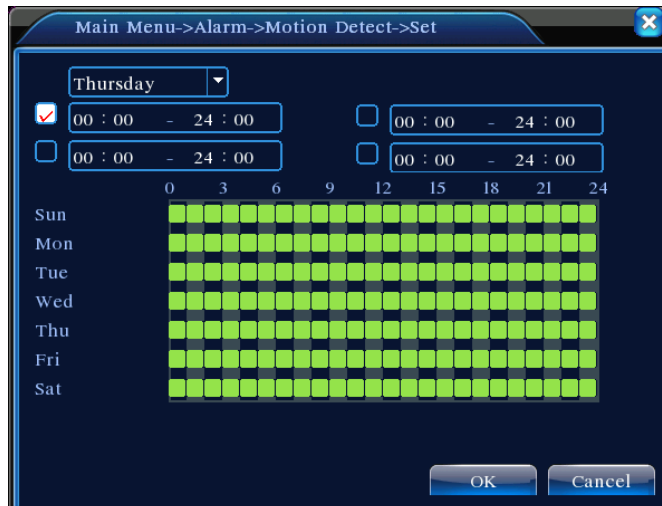 Main Menu->Alarm->Motion Detect->Set
Thursday
00 : 00 - 24 : 00 00 : 00 - 24 : 00
00 : 00 - 24 : 00 00 : 00 - 24 : 00
0 3 6 9 12 15 18 21 24
Sun
Mon
Tue
Wed
Thu
Fri
Sat
OK Cancel